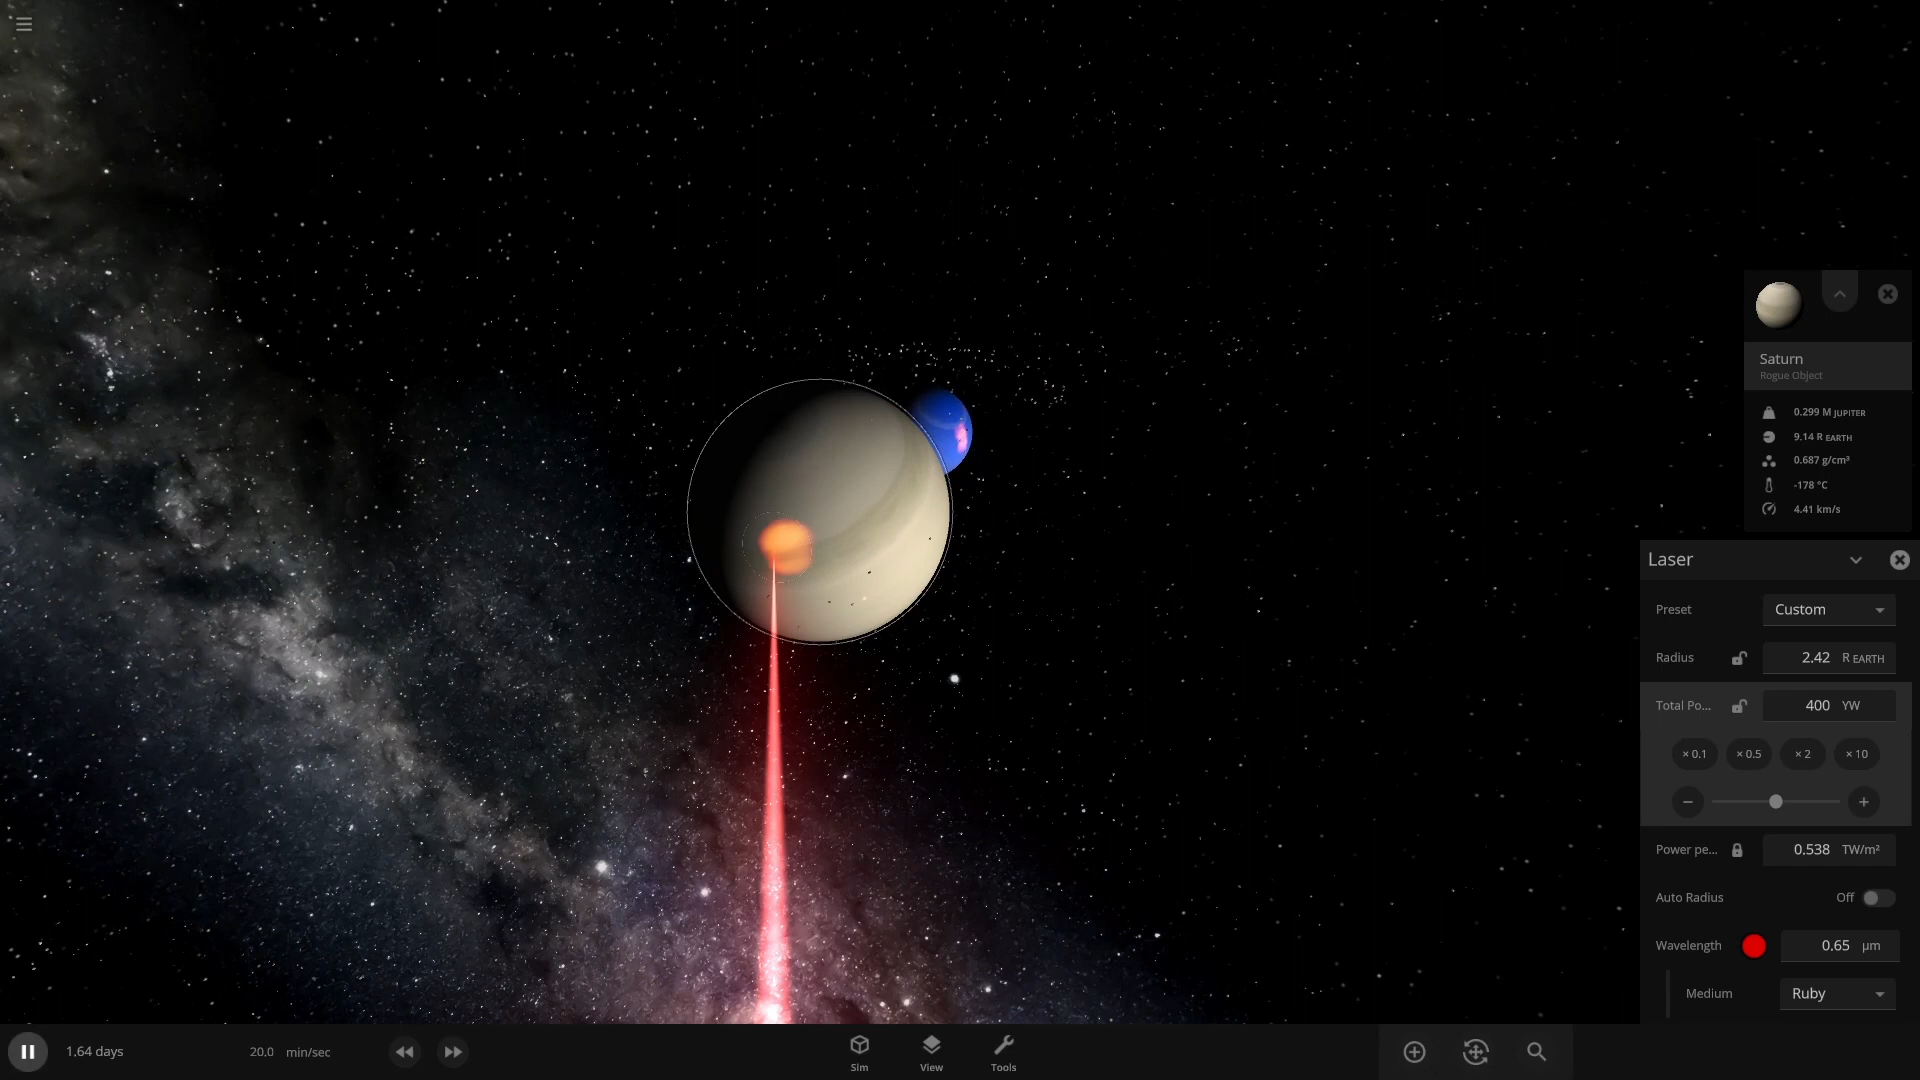 Saturn
Rogue Object
0.299 M JUPITER
9.14 R EARTH
0.687 g/cm³
-178 °C
4.41 km/s
Laser
Preset Custom
Radius 2.42 R EARTH
Total Po... 400 YW
× 0.1 × 0.5 × 2 × 10
Power pe... 0.538 TW/m²
Auto Radius Off
Wavelength 0.65 μm
Medium Ruby
1.64 days 20.0 min/sec
Sim View Tools